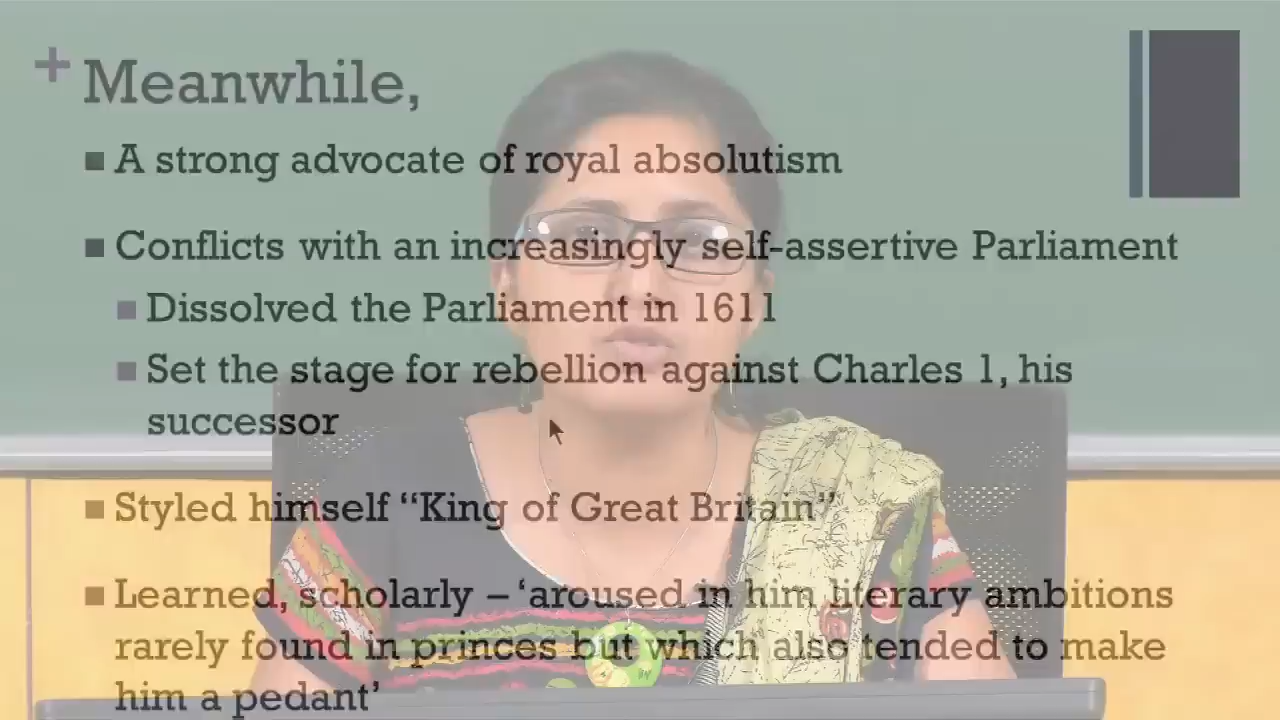 Meanwhile,
A strong advocate of royal absolutism
Conflicts with an increasingly self-assertive Parliament
Dissolved the Parliament in 1611
Set the stage for rebellion against Charles 1, his
successor
Styled himself “King of Great Britain”
Learned, scholarly – ‘aroused in him literary ambitions
rarely found in princes but which also tended to make
him a pedant’